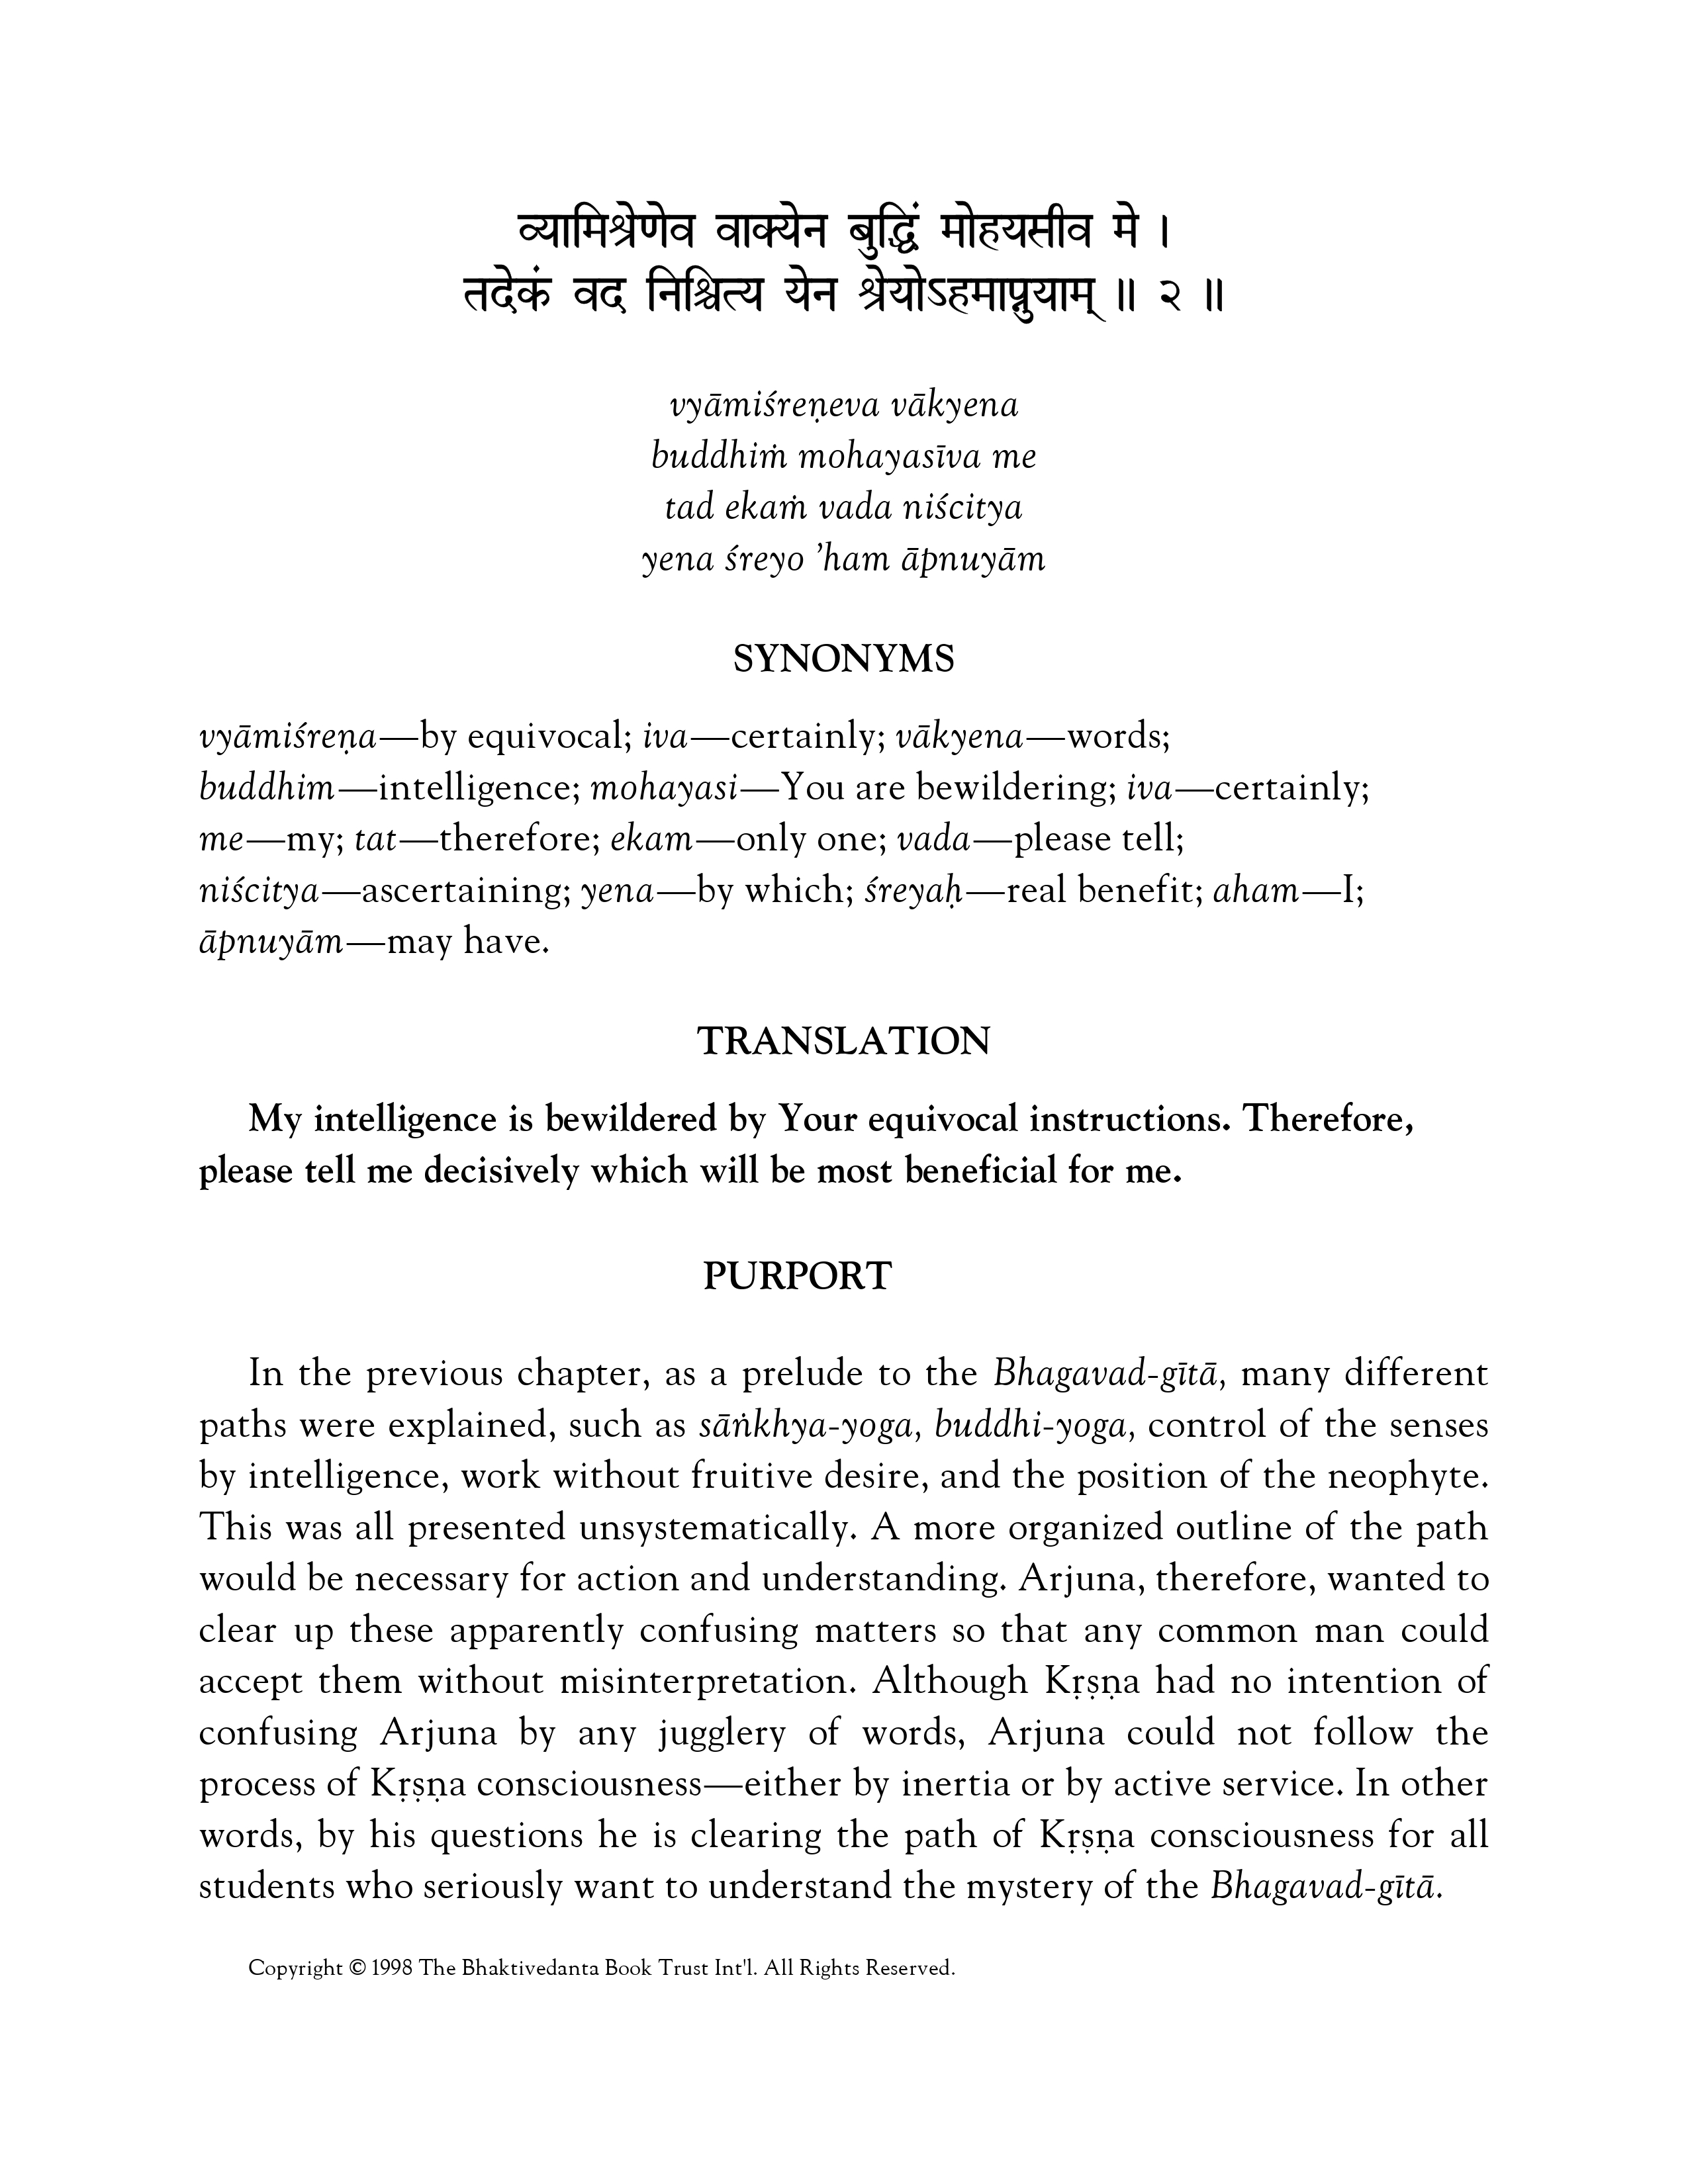 व्यामिश्रेणेव वाक्येन बुद्धिं मोहयसीव मे ।
तदेकं वद निश्चित्य येन श्रेयोऽहमाप्नुयाम् ॥ २ ॥
vyāmiśreṇeva vākyena
buddhiṁ mohayasīva me
tad ekaṁ vada niścitya
yena śreyo ’ham āpnuyām
SYNONYMS
vyāmiśreṇa—by equivocal; iva—certainly; vākyena—words;
buddhim—intelligence; mohayasi—You are bewildering; iva—certainly;
me—my; tat—therefore; ekam—only one; vada—please tell;
niścitya—ascertaining; yena—by which; śreyaḥ—real benefit; aham—I;
āpnuyām—may have.
TRANSLATION
My intelligence is bewildered by Your equivocal instructions. Therefore,
please tell me decisively which will be most beneficial for me.
PURPORT
In the previous chapter, as a prelude to the Bhagavad-gītā, many different
paths were explained, such as sāṅkhya-yoga, buddhi-yoga, control of the senses
by intelligence, work without fruitive desire, and the position of the neophyte.
This was all presented unsystematically. A more organized outline of the path
would be necessary for action and understanding. Arjuna, therefore, wanted to
clear up these apparently confusing matters so that any common man could
accept them without misinterpretation. Although Kṛṣṇa had no intention of
confusing Arjuna by any jugglery of words, Arjuna could not follow the
process of Kṛṣṇa consciousness—either by inertia or by active service. In other
words, by his questions he is clearing the path of Kṛṣṇa consciousness for all
students who seriously want to understand the mystery of the Bhagavad-gītā.
Copyright © 1998 The Bhaktivedanta Book Trust Int'l. All Rights Reserved.